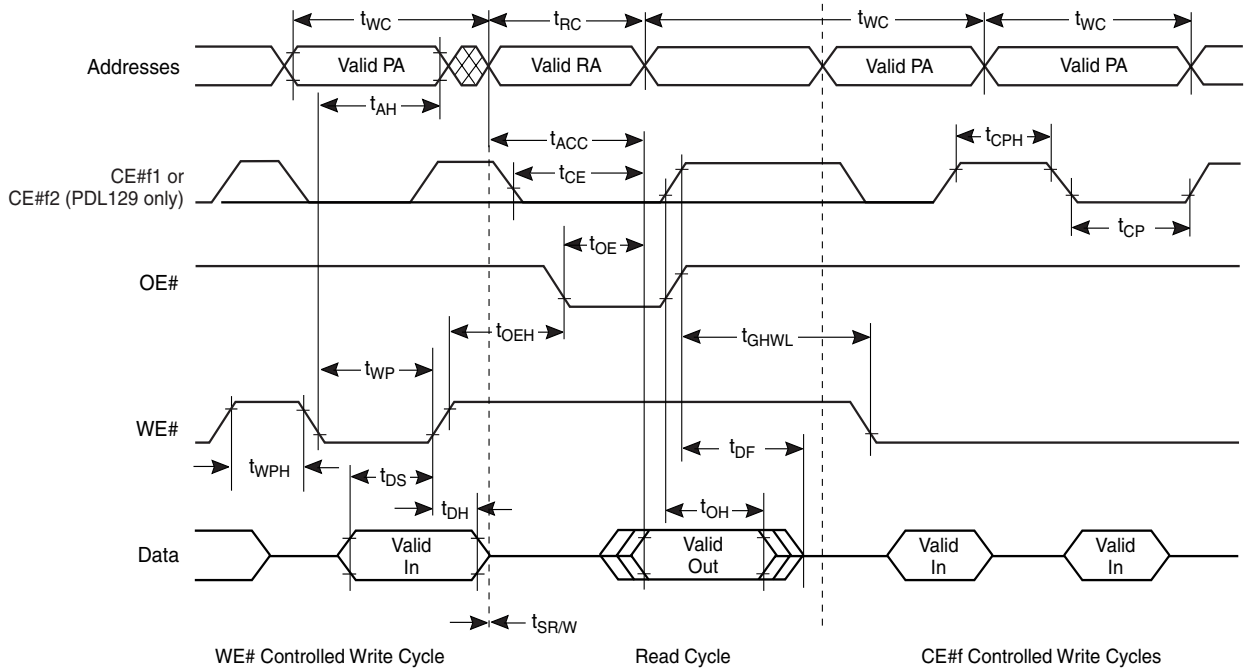 tWC tRC tWC tWC
Addresses Valid PA Valid RA Valid PA Valid PA
tAH
tACC tCPH
CE#f1 or
CE#f2 (PDL129 only)
tCE
tCP
tOE
OE#
tOEH tGHWL
tWP
WE#
tWPH tDS tDF
tDH tOH
Data
Valid In
Valid Out
Valid In
Valid In
tSR/W
WE# Controlled Write Cycle Read Cycle CE#f Controlled Write Cycles